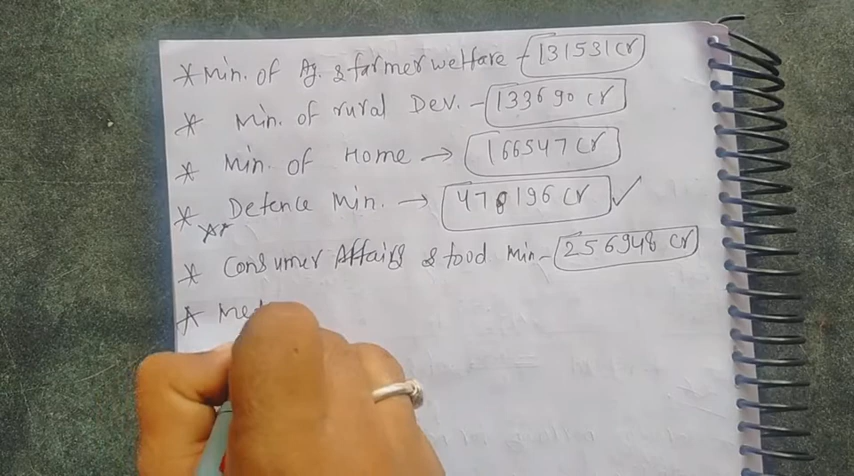 * Min. of Ag. & farmer welfare - 131531 cr
* Min. of rural Dev. - 133690 cr
* Min. of Home → 166547 cr
* Defence Min. → 478196 cr ✓
* Consumer Affairs & food min - 256948 cr
* Me